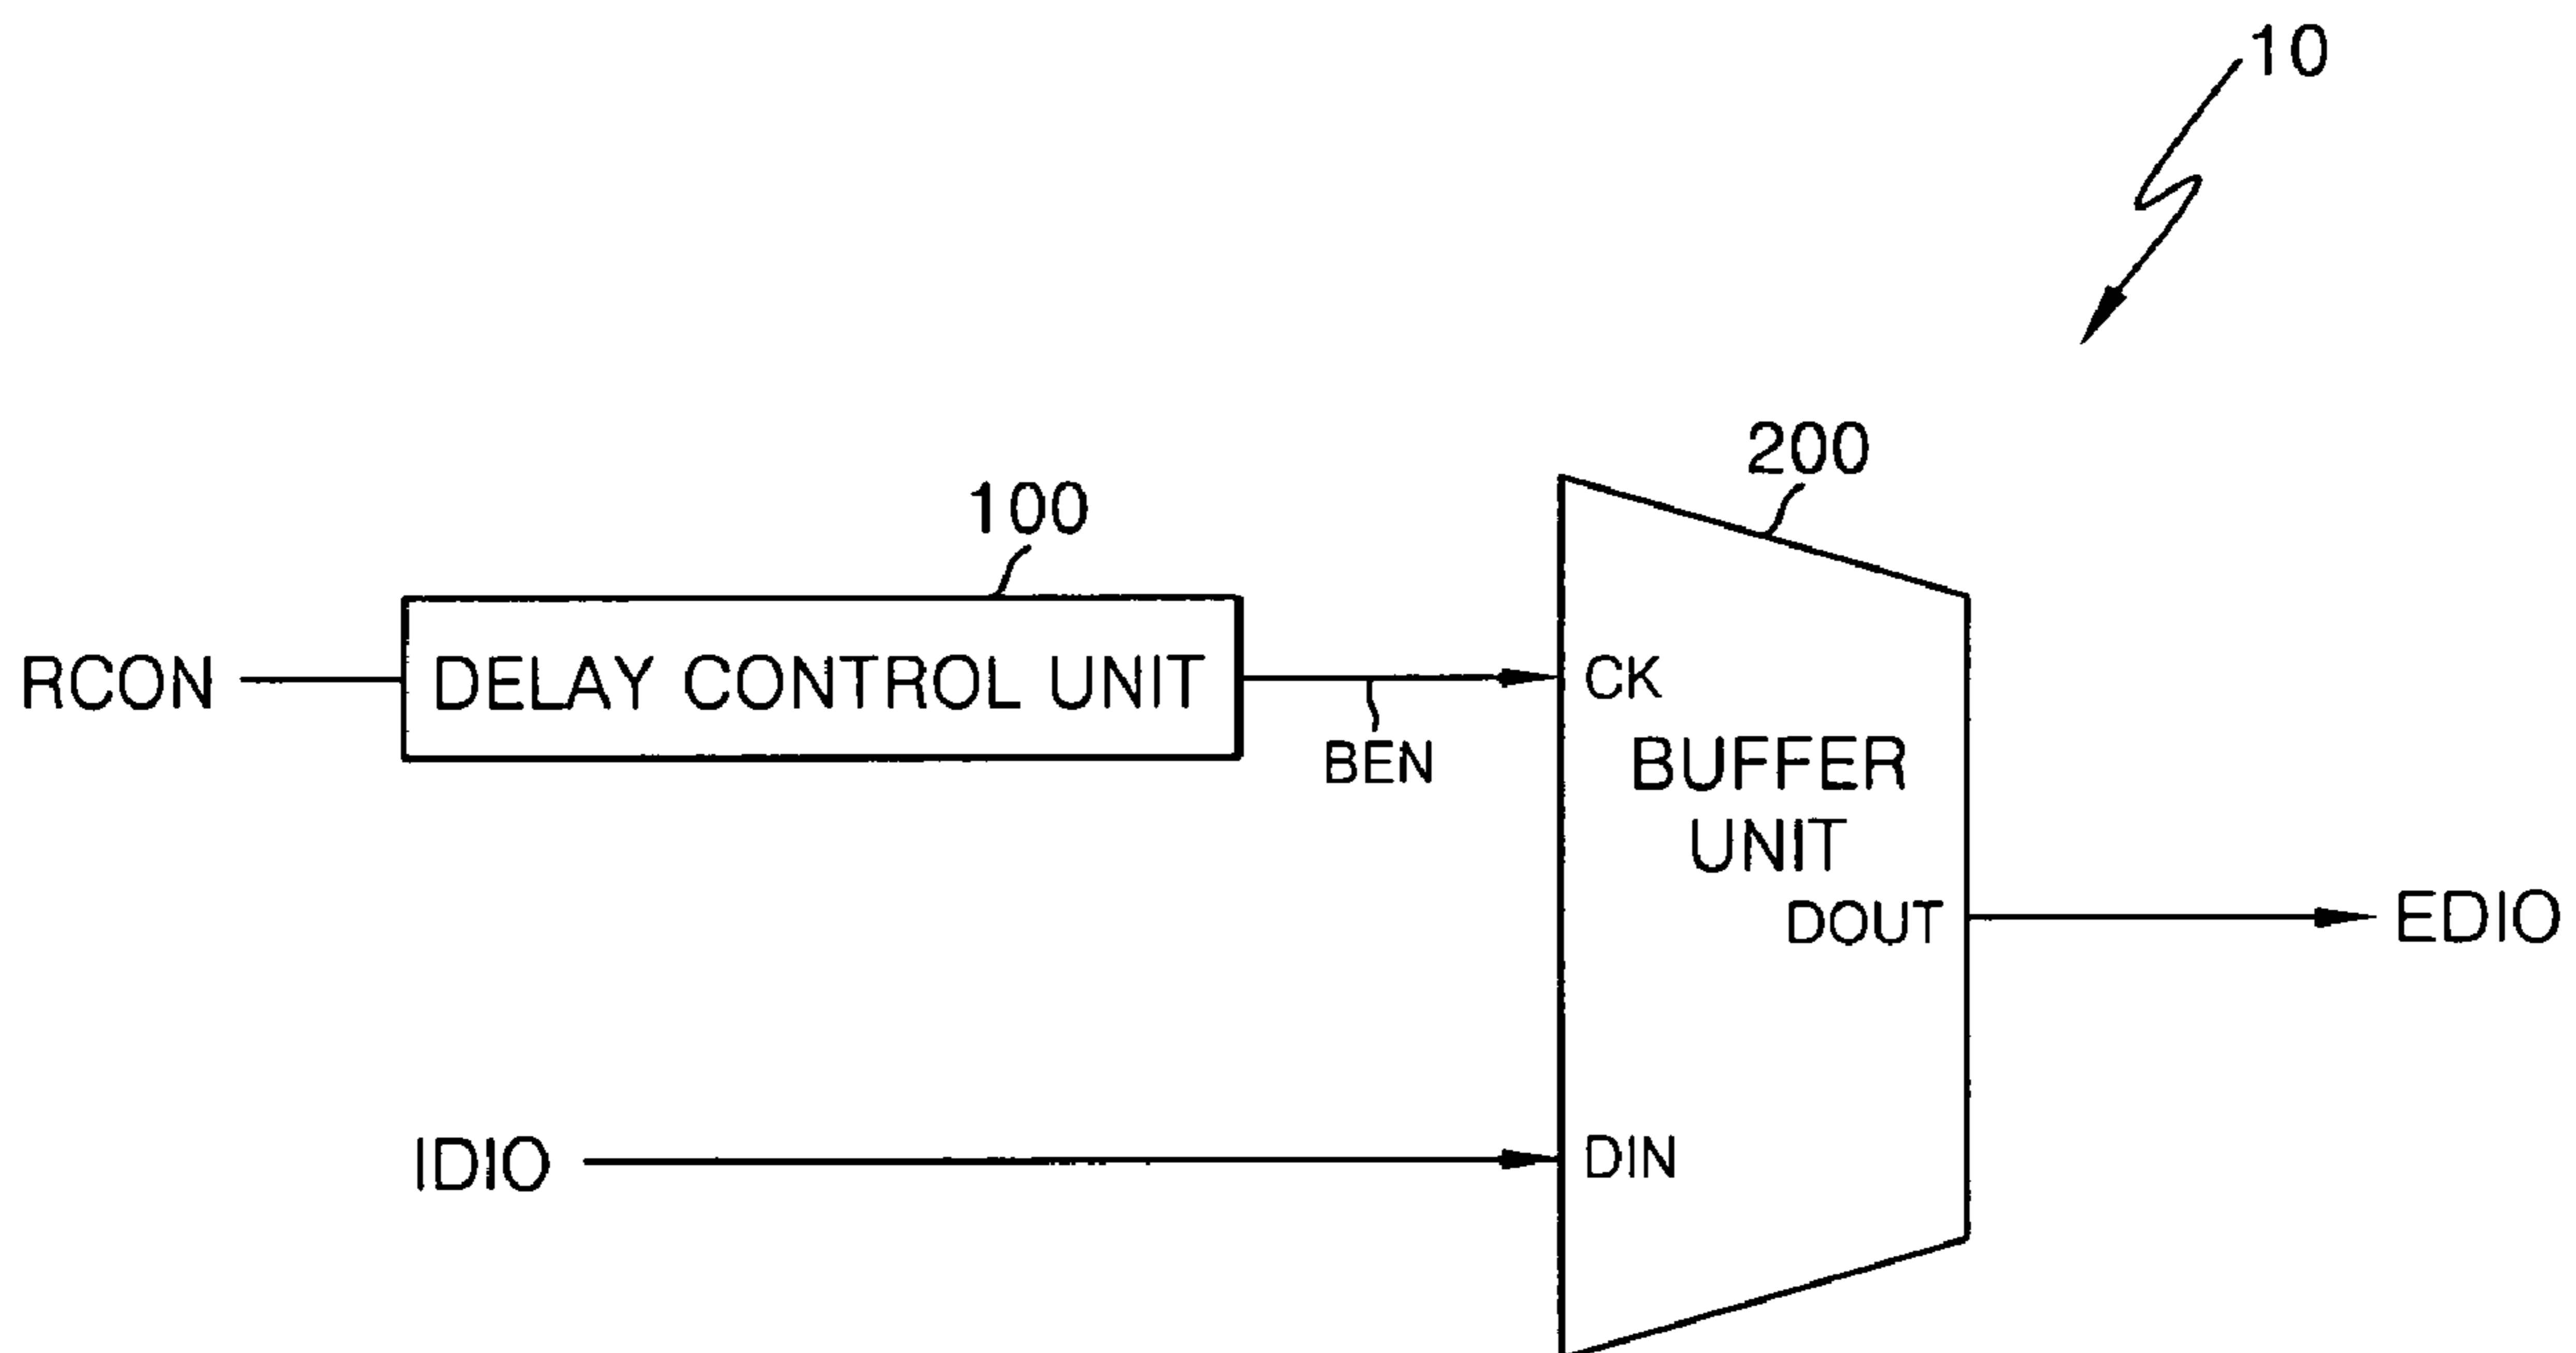 10
200
100
RCON
DELAY CONTROL UNIT
CK
BEN
BUFFER
UNIT
DOUT
EDIO
IDIO
DIN